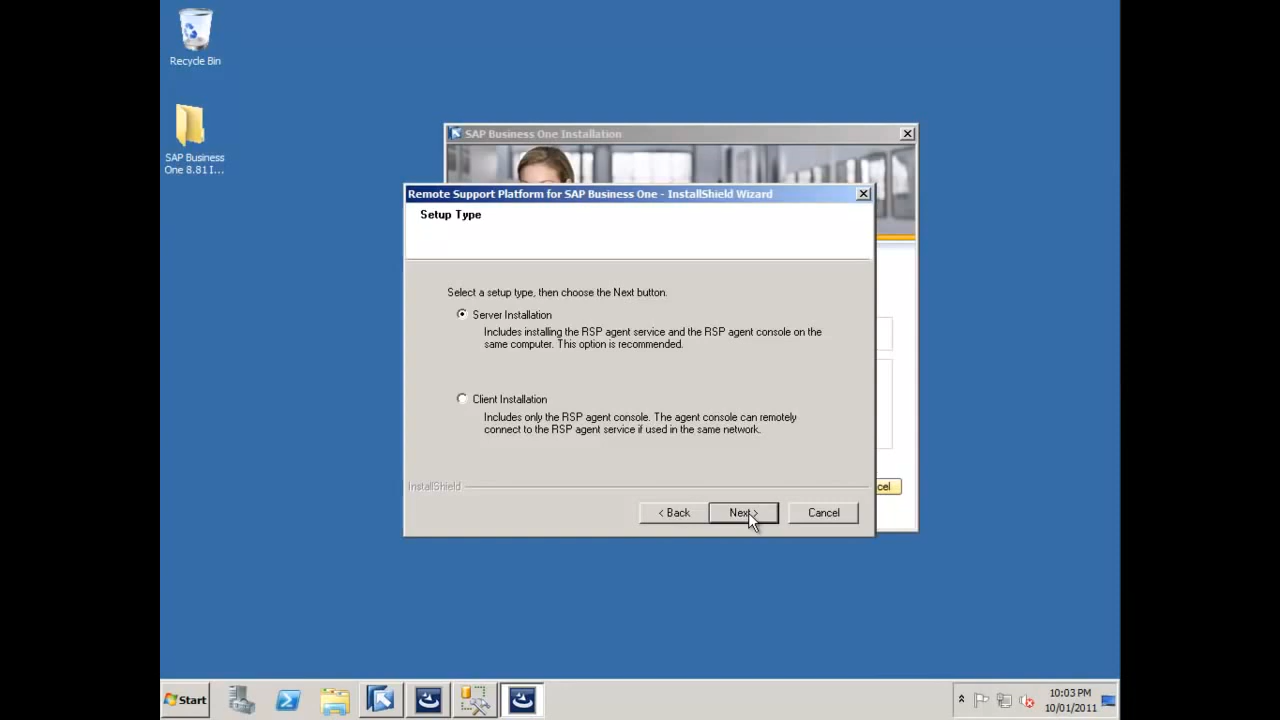 Recycle Bin
SAP Business
One 8.81 I...
SAP Business One Installation
Remote Support Platform for SAP Business One - InstallShield Wizard
Setup Type
Select a setup type, then choose the Next button.
Server Installation
Includes installing the RSP agent service and the RSP agent console on the
same computer. This option is recommended.
Client Installation
Includes only the RSP agent console. The agent console can remotely
connect to the RSP agent service if used in the same network.
InstallShield
< Back
Next >
Cancel
cel
Start
10:03 PM
10/01/2011